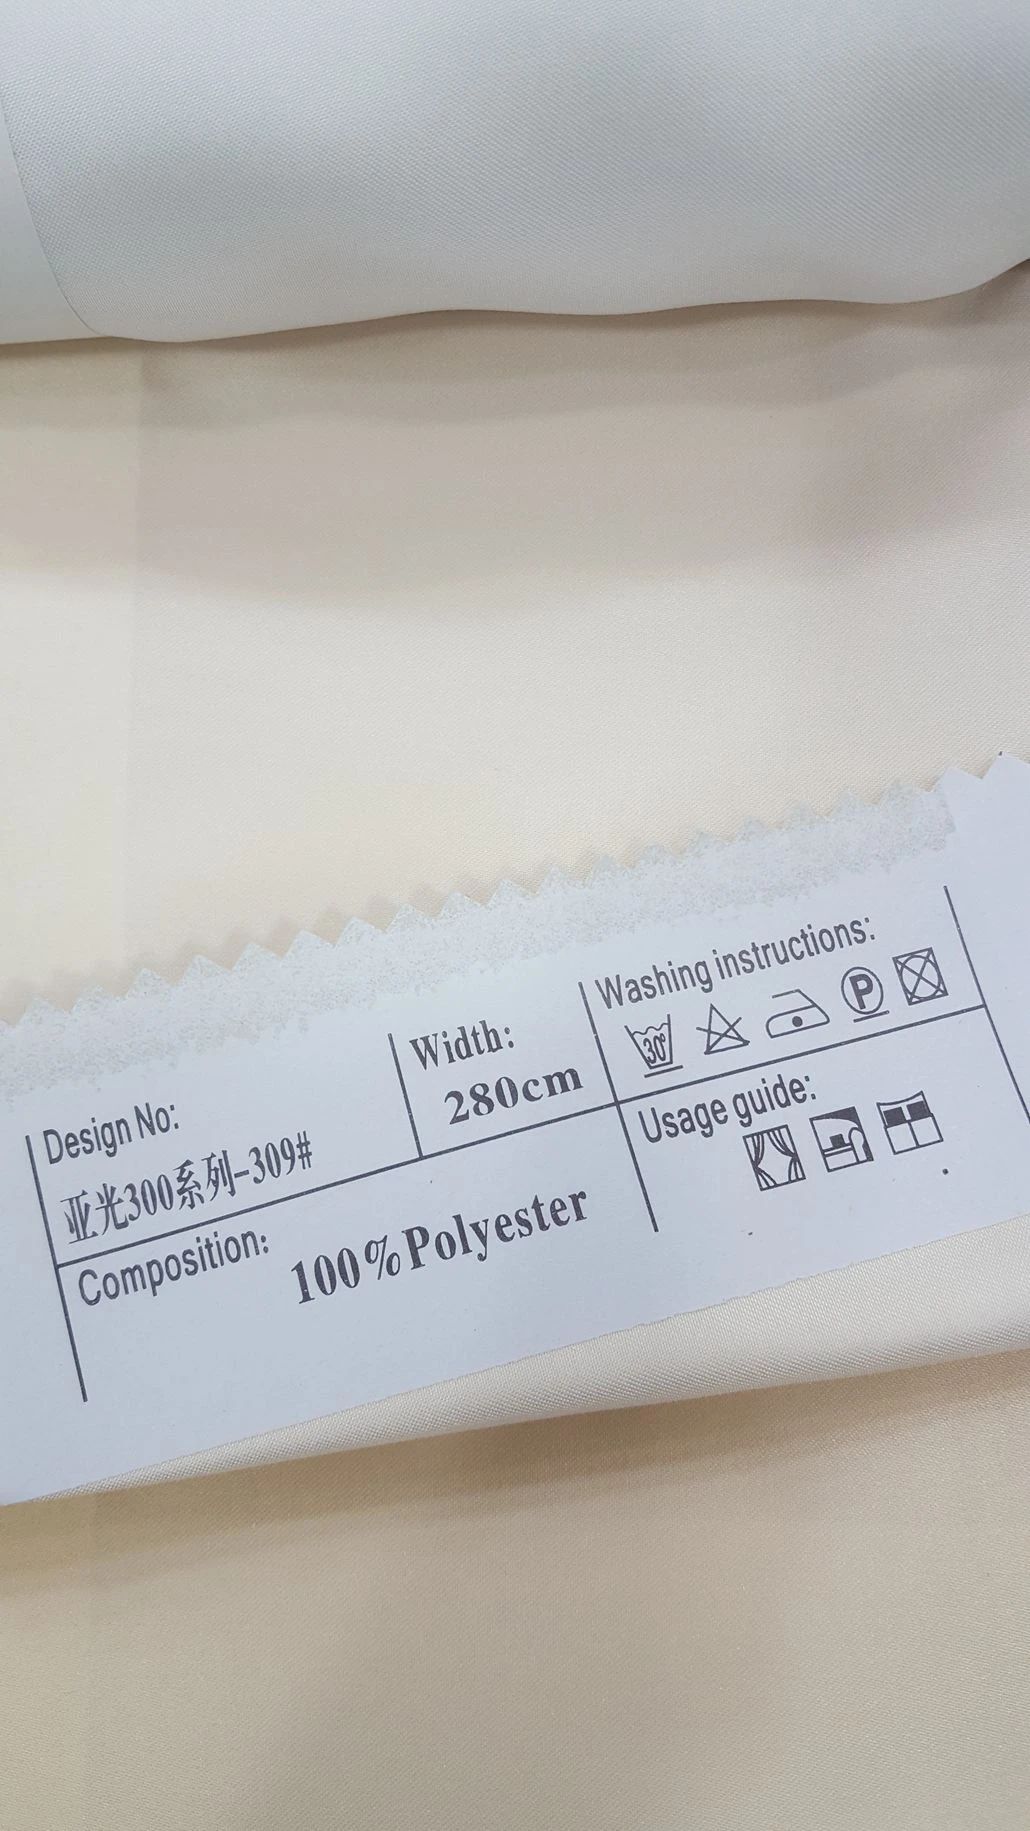 Design No:
亚光300系列-309#
Width:
280cm
Washing instructions:
30°
P
Composition:
100%Polyester
Usage guide: